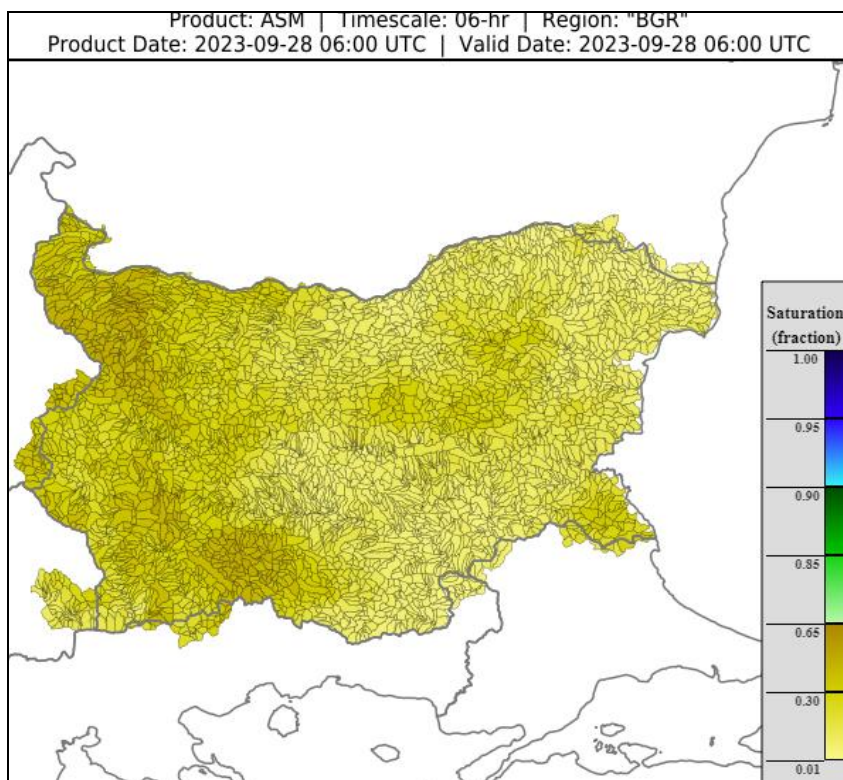 Product: ASM | Timescale: 06-hr | Region: "BGR"
Product Date: 2023-09-28 06:00 UTC | Valid Date: 2023-09-28 06:00 UTC
Saturation
(fraction)
1.00
0.95
0.90
0.85
0.65
0.30
0.01